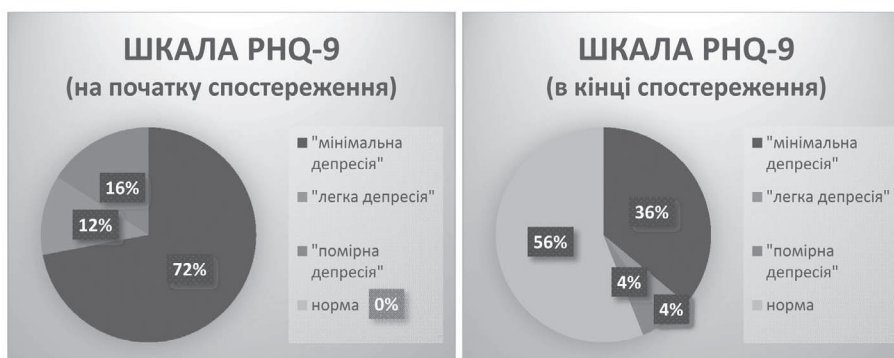 ШКАЛА PHQ-9
(на початку спостереження)
16%
12%
72%
"мінімальна
депресія"
"легка депресія"
"помірна
депресія"
норма 0%
ШКАЛА PHQ-9
(в кінці спостереження)
36%
56%
4%
4%
"мінімальна
депресія"
"легка депресія"
"помірна
депресія"
норма